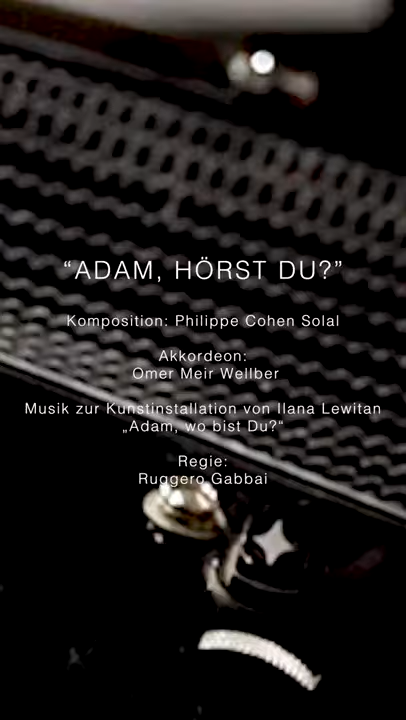 “ADAM, HÖRST DU?”
Komposition: Philippe Cohen Solal
Akkordeon:
Omer Meir Wellber
Musik zur Kunstinstallation von Ilana Lewitan
„Adam, wo bist Du?“
Regie:
Ruggero Gabbai